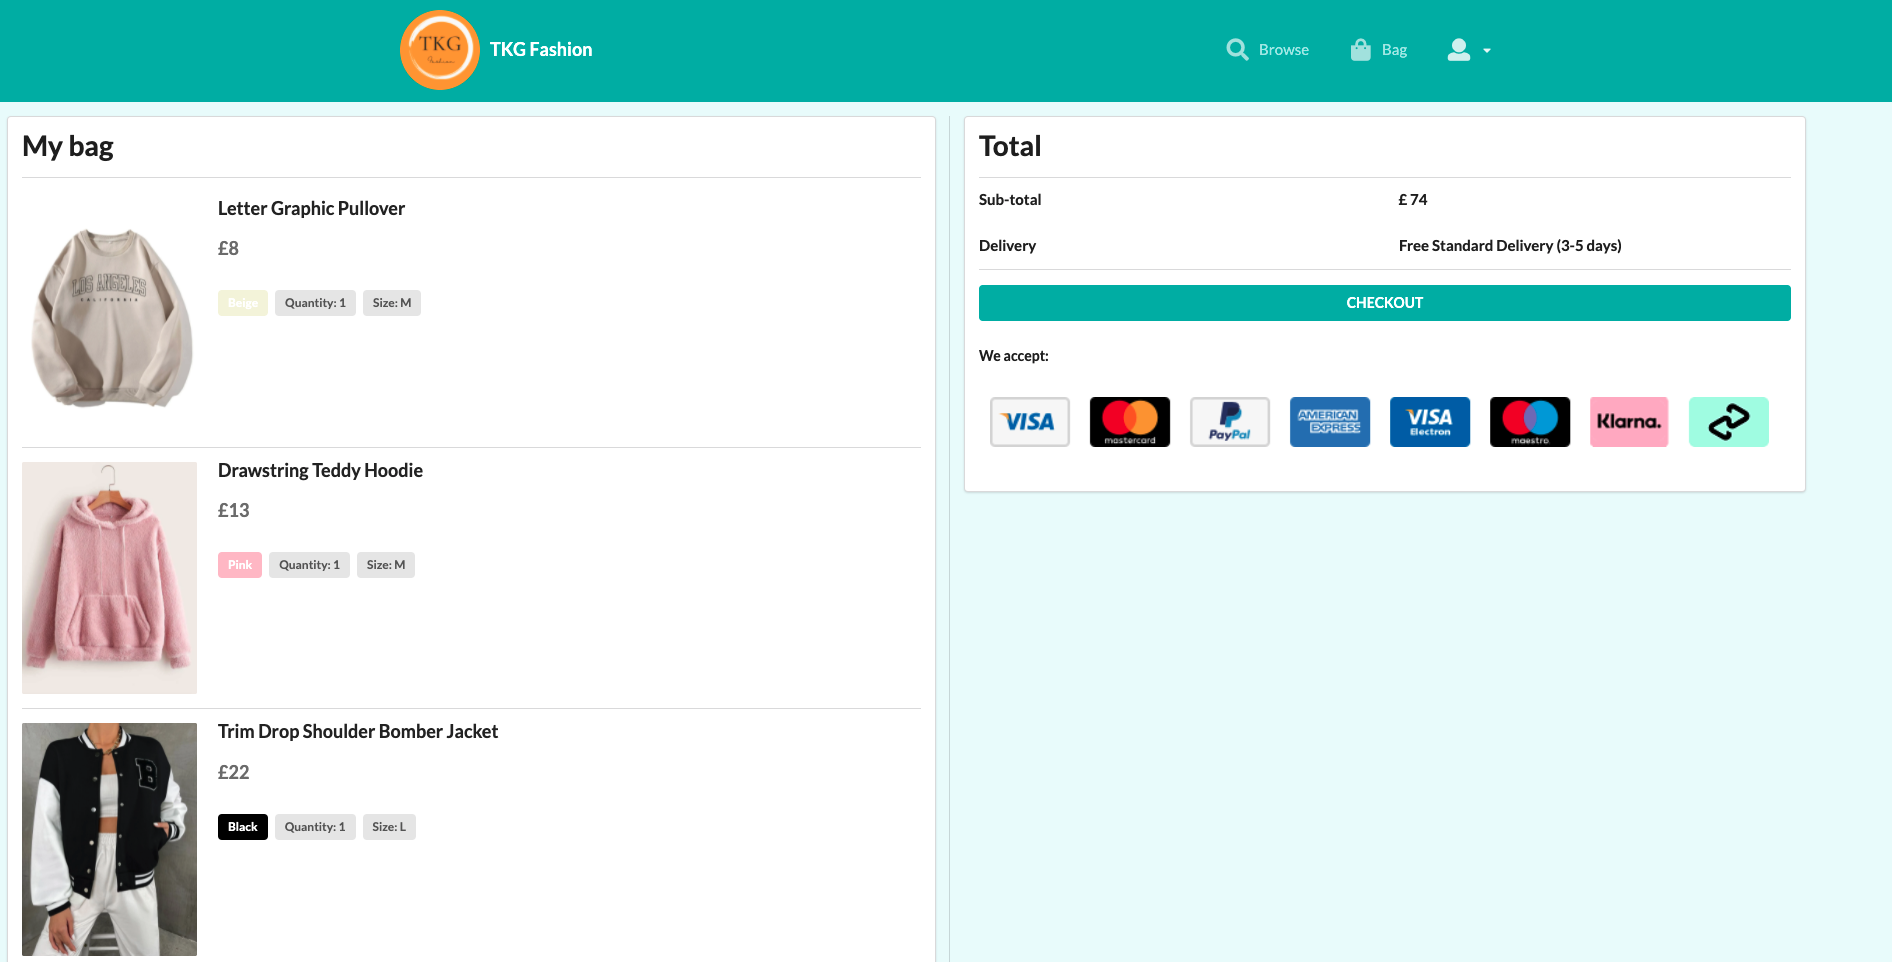 TKG
Fashion
TKG Fashion
Browse
Bag
My bag
Letter Graphic Pullover
£8
LOS ANGELES
CALIFORNIA
Beige
Quantity: 1
Size: M
Drawstring Teddy Hoodie
£13
Pink
Quantity: 1
Size: M
Trim Drop Shoulder Bomber Jacket
£22
B
Black
Quantity: 1
Size: L
Total
Sub-total
£ 74
Delivery
Free Standard Delivery (3-5 days)
CHECKOUT
We accept:
VISA
mastercard
PayPal
AMERICAN
EXPRESS
VISA
Electron
maestro
Klarna.